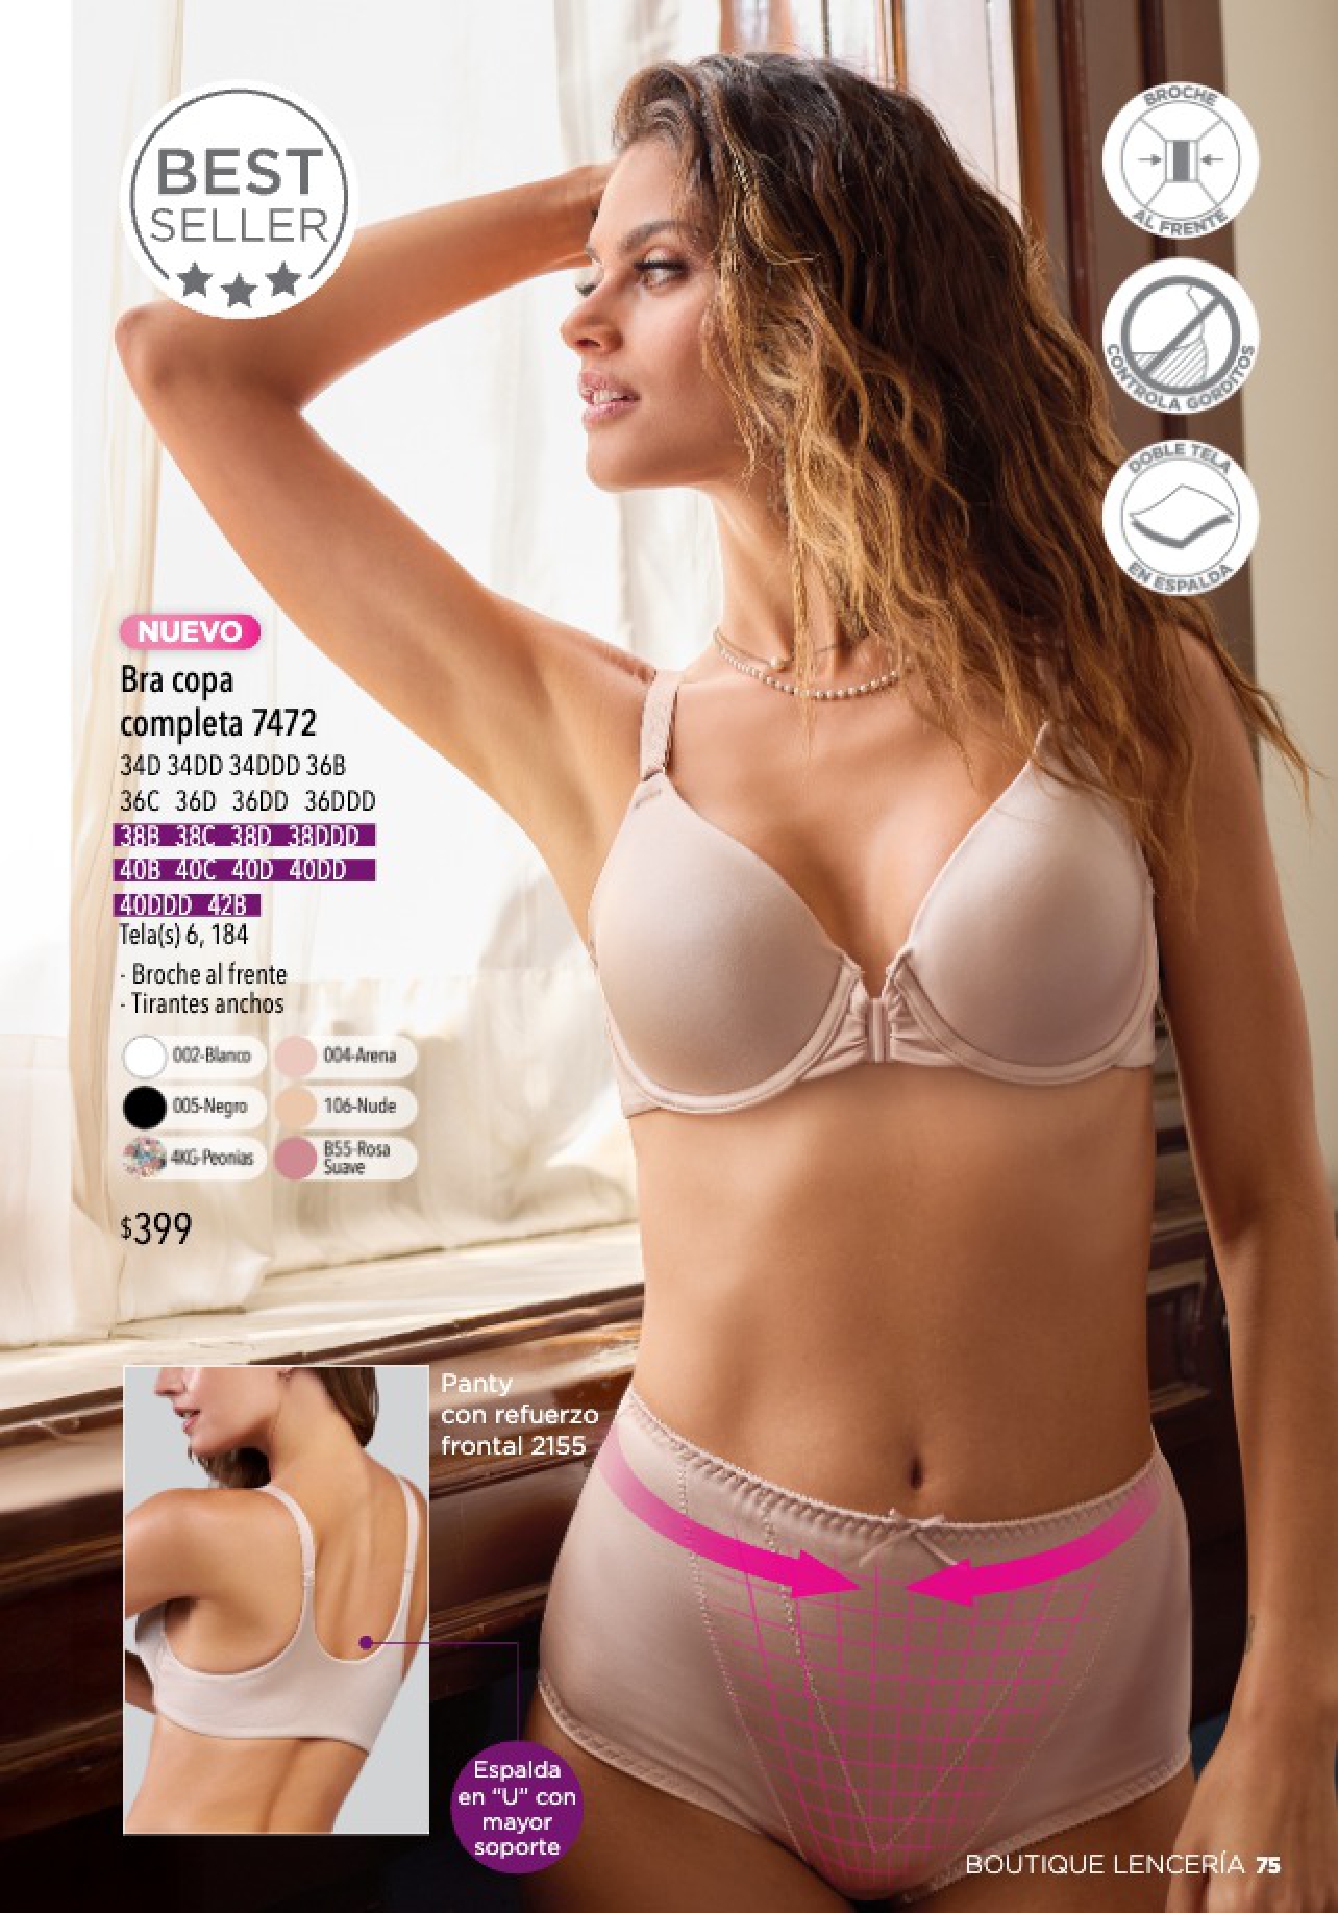 BEST
SELLER
BROCHE
AL FRENTE
CONTROLA GORDITOS
DOBLE TELA
EN ESPALDA
NUEVO
Bra copa
completa 7472
34D 34DD 34DDD 36B
36C 36D 36DD 36DDD
38B 38C 38D 38DDD
40B 40C 40D 40DD
40DDD 42B
Tela(s) 6, 184
· Broche al frente
· Tirantes anchos
002-Blanco 004-Arena
005-Negro 106-Nude
4KG-Peonias B55-Rosa
Suave
$399
Panty
con refuerzo
frontal 2155
Espalda
en “U” con
mayor
soporte
BOUTIQUE LENCERÍA 75